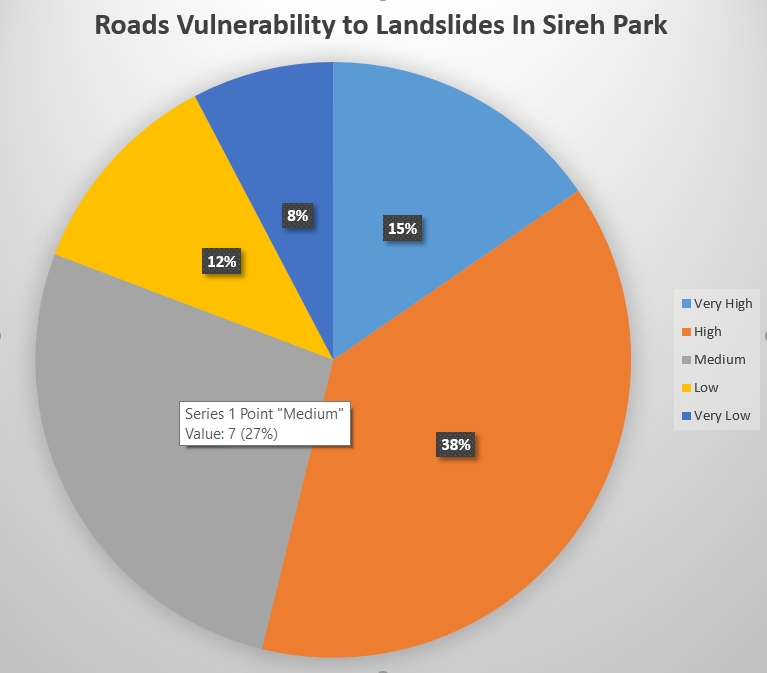 Roads Vulnerability to Landslides In Sireh Park
8%
15%
12%
Series 1 Point "Medium"
Value: 7 (27%)
38%
Very High
High
Medium
Low
Very Low